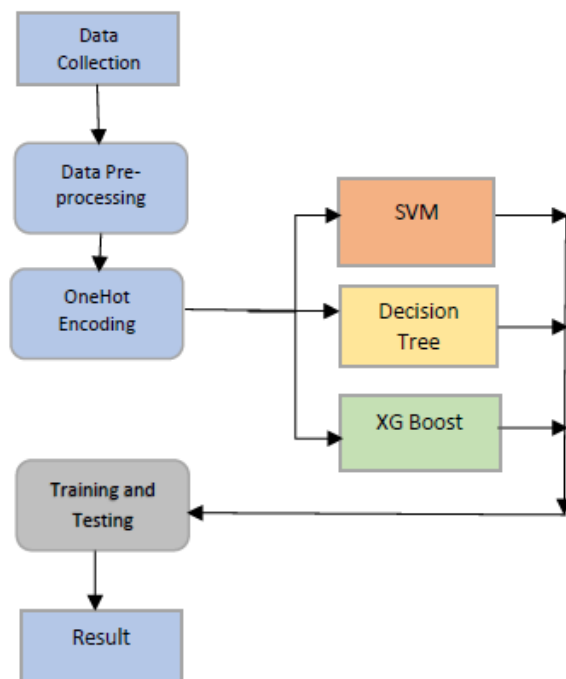 Data
Collection
Data Pre-
processing
OneHot
Encoding
SVM
Decision
Tree
XG Boost
Training and
Testing
Result